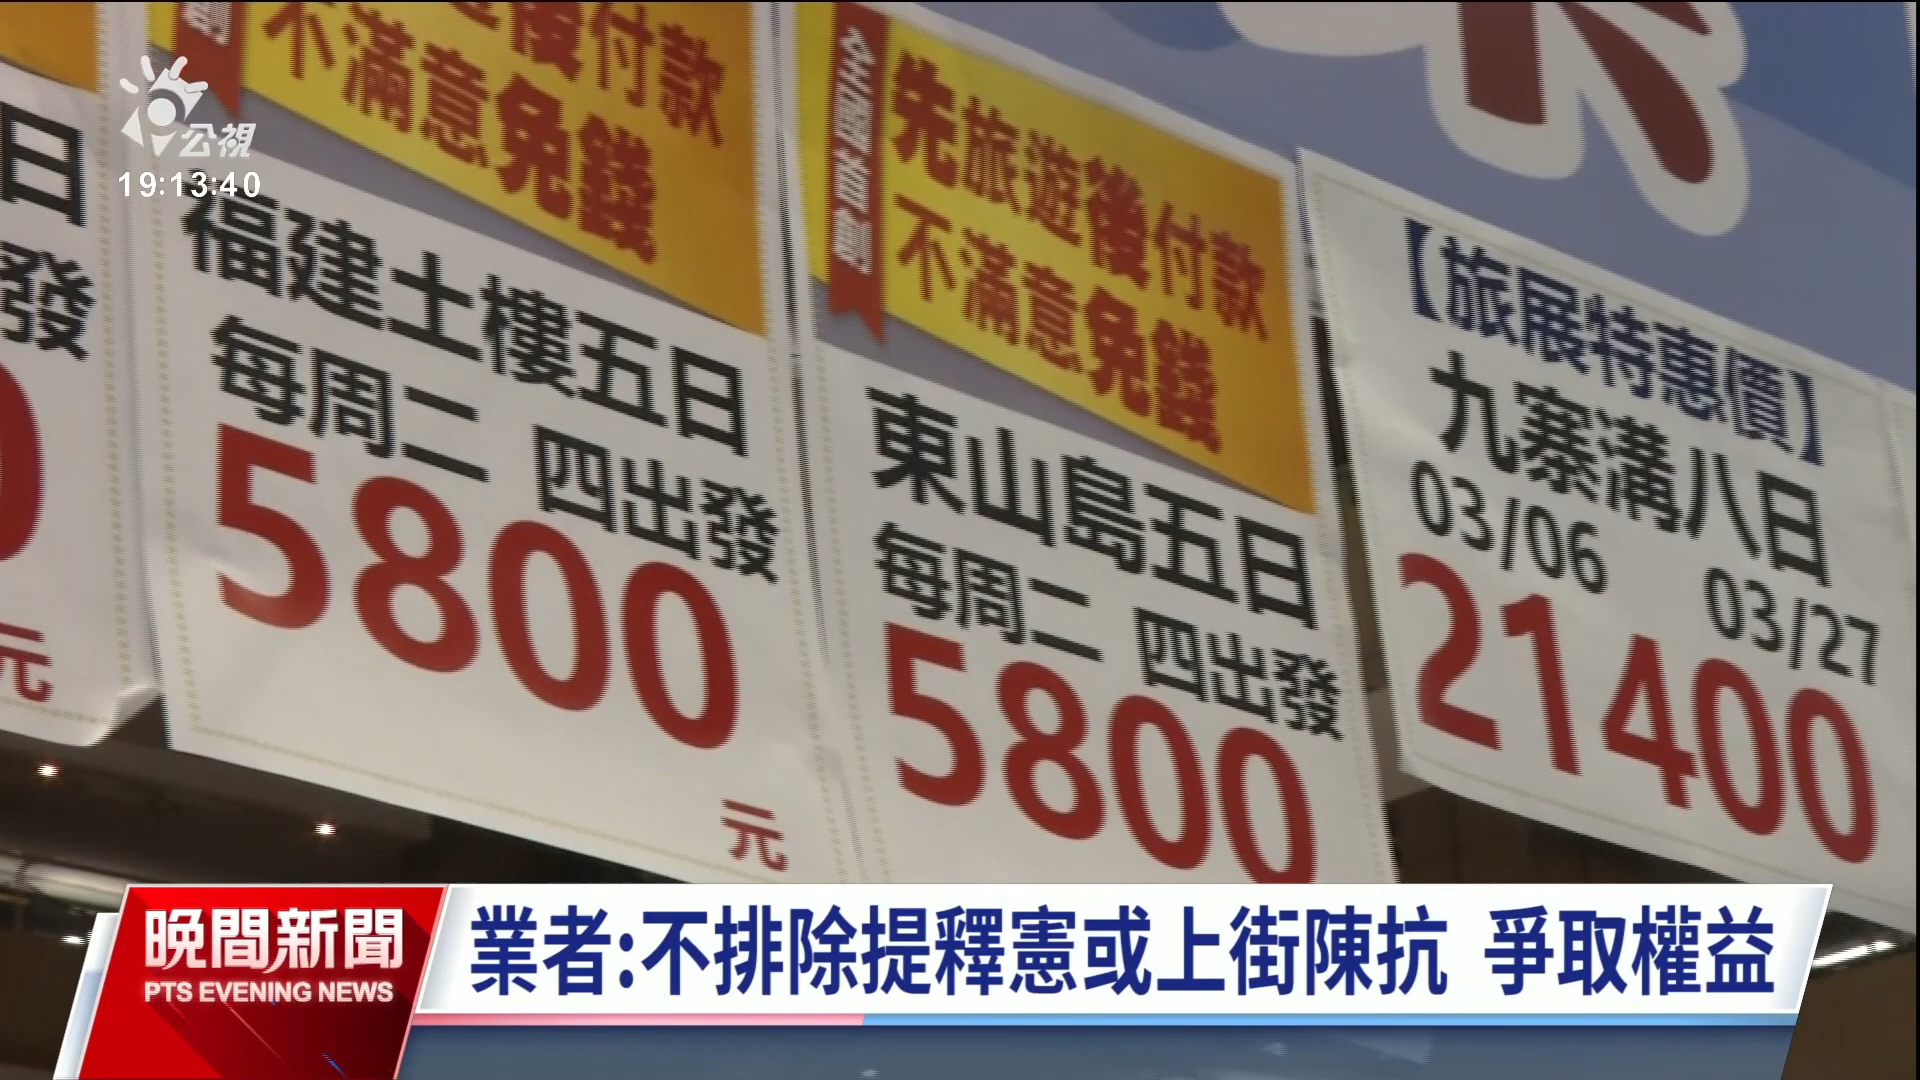 公視
19:13:40
日
發
元
後付款
不滿意免錢
福建土樓五日
每周二 四出發
5800
元
全國首創
先旅遊後付款
不滿意免錢
東山島五日
每周二 四出發
5800
【旅展特惠價】
九寨溝八日
03/06 03/27
21400
晚間新聞
PTS EVENING NEWS
業者:不排除提釋憲或上街陳抗 爭取權益